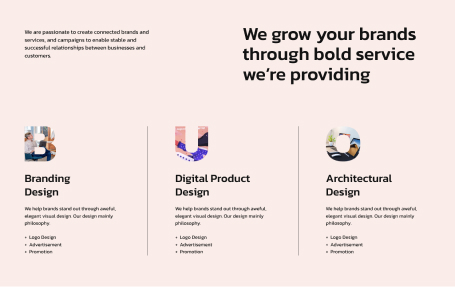 We are passionate to create connected brands and
services, and campaigns to enable stable and
successful relationships between businesses and
customers.
We grow your brands
through bold service
we're providing
B
Branding
Design
We help brands stand out through aweful,
elegant visual design. Our design mainly
philosophy.
• Logo Design
• Advertisement
• Promotion
U
Digital Product
Design
We help brands stand out through aweful,
elegant visual design. Our design mainly
philosophy.
• Logo Design
• Advertisement
• Promotion
O
Architectural
Design
We help brands stand out through aweful,
elegant visual design. Our design mainly
philosophy.
• Logo Design
• Advertisement
• Promotion